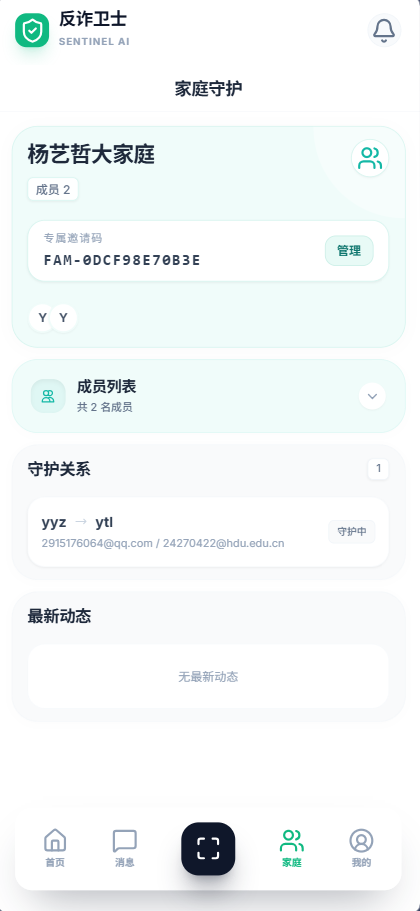 反诈卫士
SENTINEL AI
家庭守护
杨艺哲大家庭
成员 2
专属邀请码
FAM-0DCF98E70B3E
管理
Y Y
成员列表
共 2 名成员
守护关系
1
yyz → ytl
2915176064@qq.com / 24270422@hdu.edu.cn
守护中
最新动态
无最新动态
首页
消息
家庭
我的